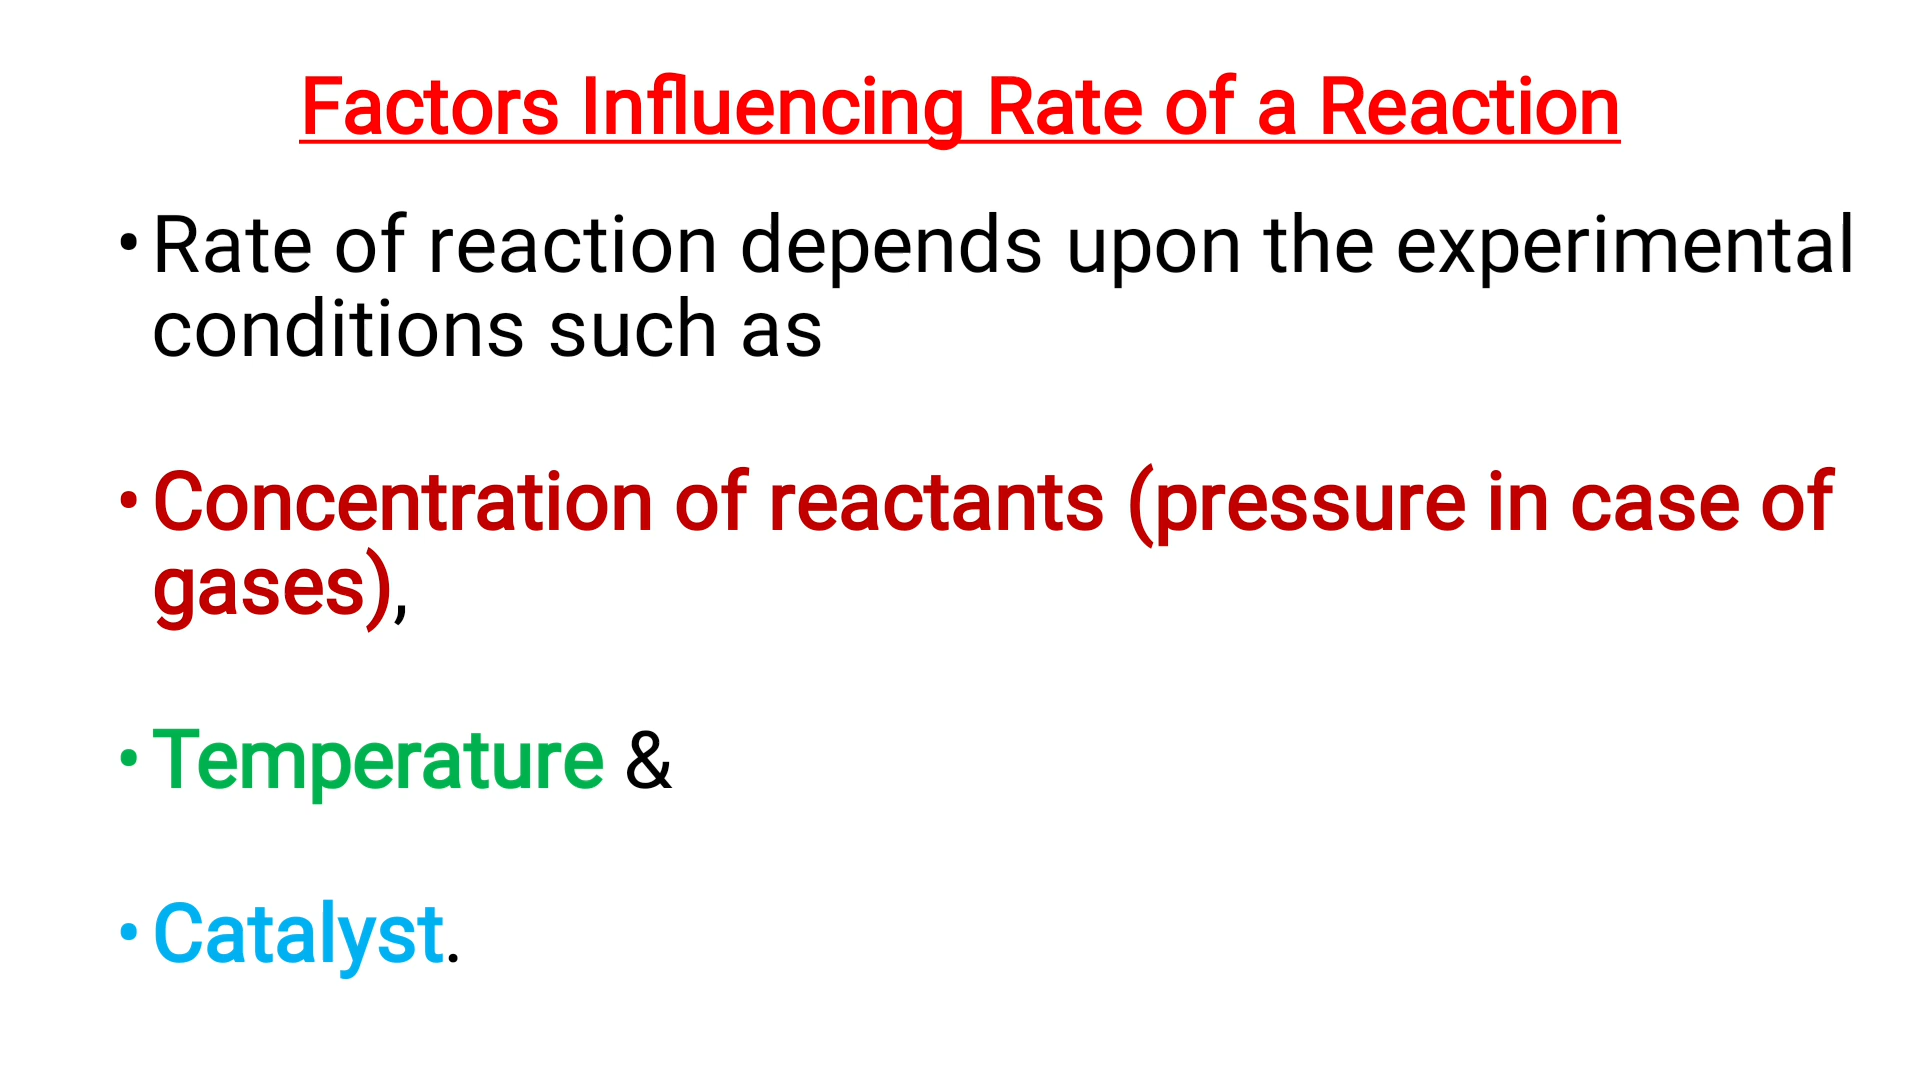 Factors Influencing Rate of a Reaction
•Rate of reaction depends upon the experimental
conditions such as
•Concentration of reactants (pressure in case of
gases),
•Temperature &
•Catalyst.